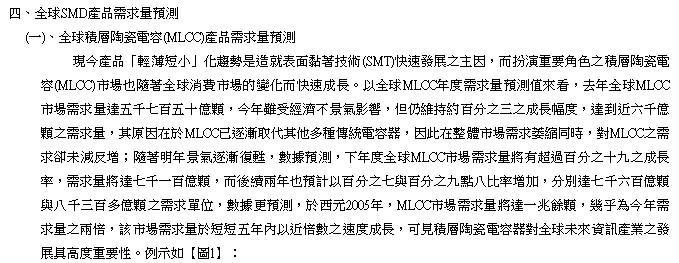 四、全球SMD產品需求量預測
(一)、全球積層陶瓷電容(MLCC)產品需求量預測
現今產品「輕薄短小」化趨勢是造就表面黏著技術(SMT)快速發展之主因，而扮演重要角色之積層陶瓷電
容(MLCC)市場也隨著全球消費市場的變化而快速成長。以全球MLCC年度需求量預測值來看，去年全球MLCC
市場需求量達五千七百五十億顆，今年雖受經濟不景氣影響，但仍維持約百分之三之成長幅度，達到近六千億
顆之需求量，其原因在於MLCC已逐漸取代其他多種傳統電容器，因此在整體市場需求萎縮同時，對MLCC之需
求卻未減反增；隨著明年景氣逐漸復甦，數據預測，下年度全球MLCC市場需求量將有超過百分之十九之成長
率，需求量將達七千一百億顆，而後續兩年也預計以百分之七與百分之九點八比率增加，分別達七千六百億顆
與八千三百多億顆之需求單位，數據更預測，於西元2005年，MLCC市場需求量將達一兆餘顆，幾乎為今年需
求量之兩倍，該市場需求量於短短五年內以近倍數之速度成長，可見積層陶瓷電容器對全球未來資訊產業之發
展具高度重要性。例示如【圖1】：